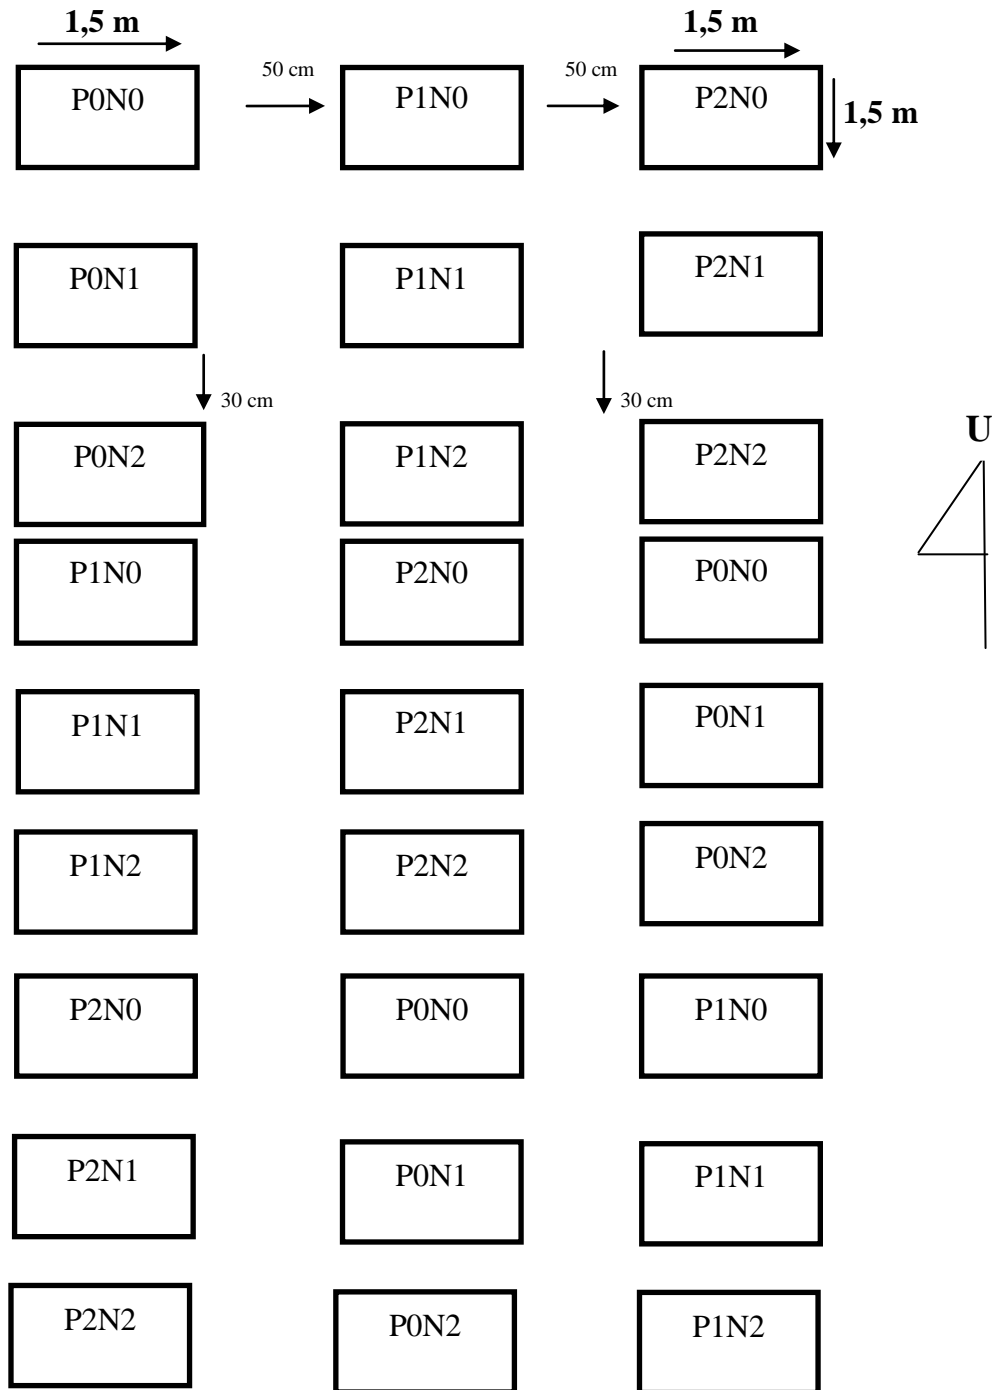 1,5 m 1,5 m
50 cm 50 cm
P0N0 P1N0 P2N0
1,5 m
P0N1 P1N1 P2N1
30 cm 30 cm
U
P0N2 P1N2 P2N2
P1N0 P2N0 P0N0
P1N1 P2N1 P0N1
P1N2 P2N2 P0N2
P2N0 P0N0 P1N0
P2N1 P0N1 P1N1
P2N2 P0N2 P1N2